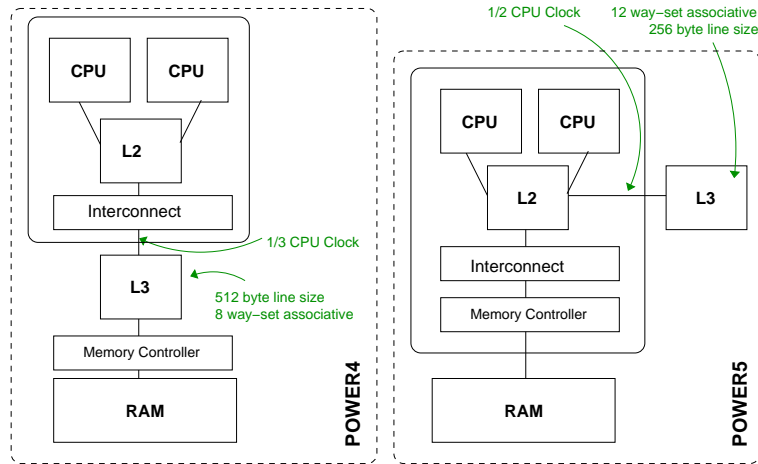 CPU CPU
L2
Interconnect
1/3 CPU Clock
L3
512 byte line size
8 way−set associative
Memory Controller
RAM
POWER4
1/2 CPU Clock
12 way−set associative
256 byte line size
CPU CPU
L2
L3
Interconnect
Memory Controller
RAM
POWER5